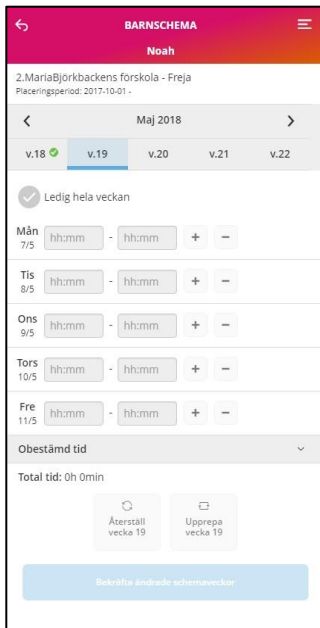 BARNSCHEMA
Noah
2.MariaBjörkbackens förskola - Freja
Placeringsperiod: 2017-10-01 -
Maj 2018
v.18 v.19 v.20 v.21 v.22
Ledig hela veckan
Mån hh:mm - hh:mm + -
7/5
Tis hh:mm - hh:mm + -
8/5
Ons hh:mm - hh:mm + -
9/5
Tors hh:mm - hh:mm + -
10/5
Fre hh:mm - hh:mm + -
11/5
Obestämd tid
Total tid: 0h 0min
Återställ Upprepa
vecka 19 vecka 19
Bekräfta ändrade schemaveckor